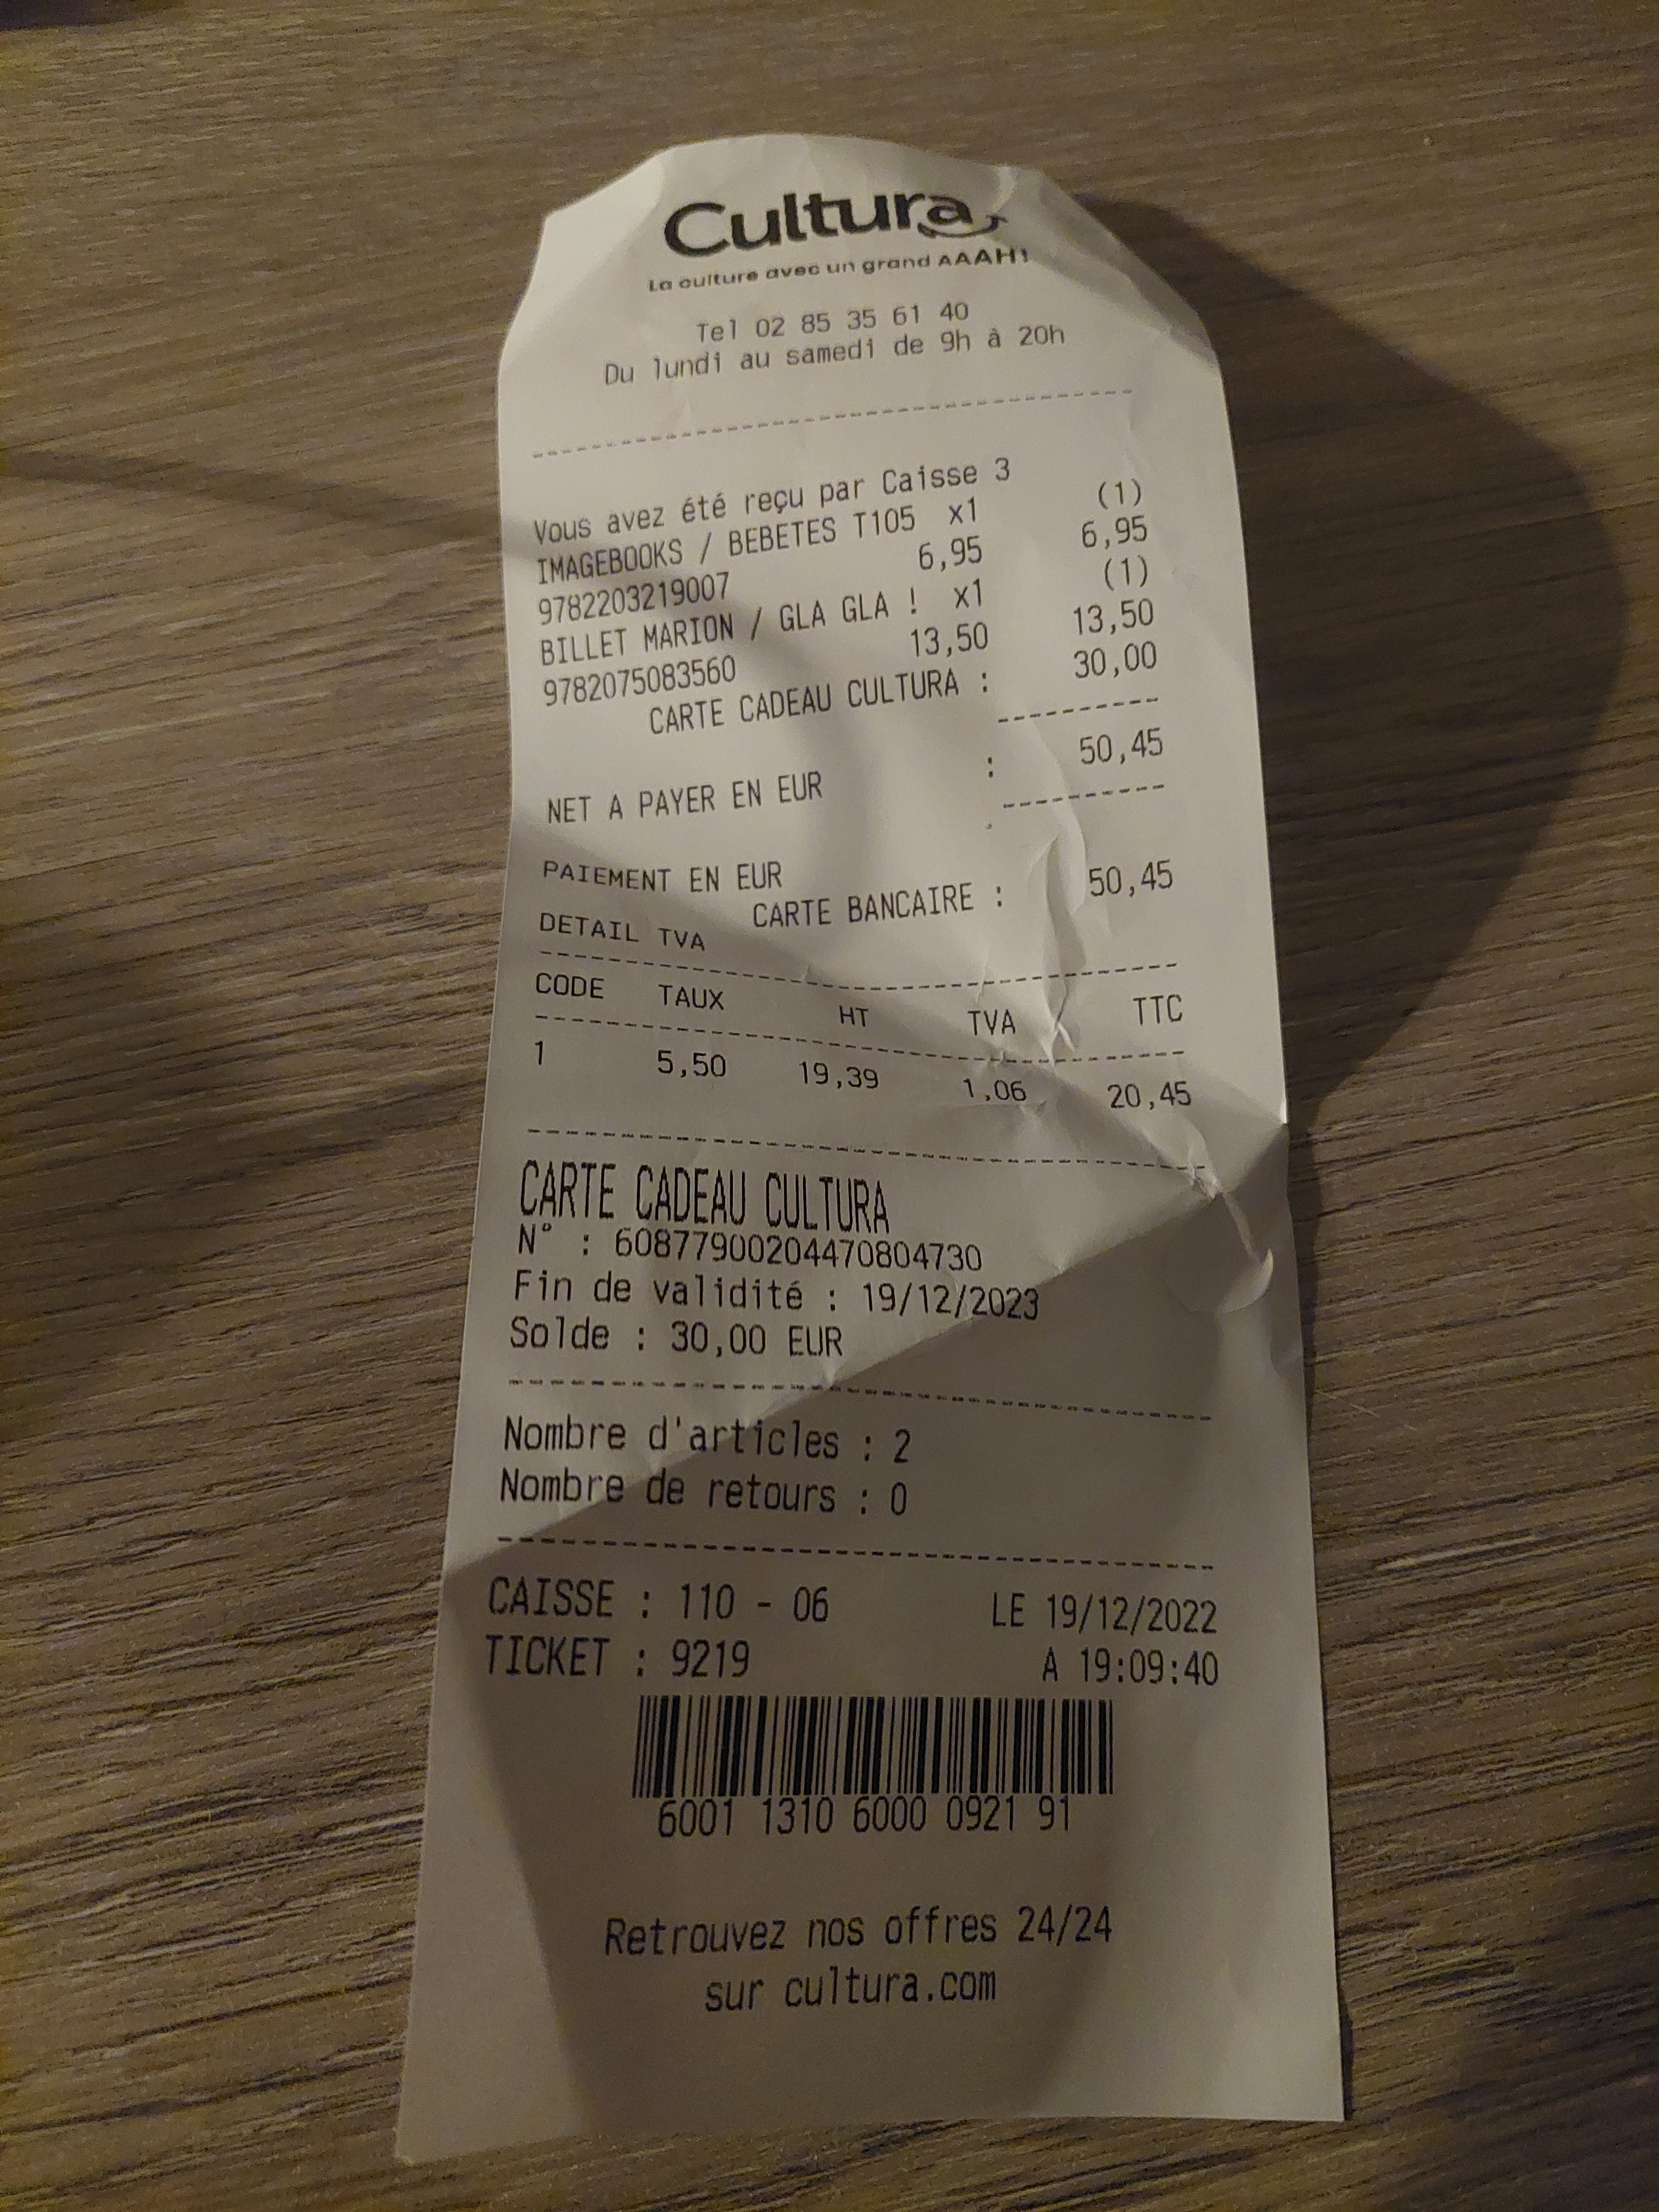 Cultura
La culture avec un grand AAAH!
Tel 02 85 35 61 40
Du lundi au samedi de 9h à 20h
Vous avez été reçu par Caisse 3
IMAGEBOOKS / BEBETES T105 x1 (1)
9782203219007 6,95 6,95
BILLET MARION / GLA GLA ! x1 (1)
9782075083560 13,50 13,50
CARTE CADEAU CULTURA : 30,00
NET A PAYER EN EUR : 50,45
PAIEMENT EN EUR
CARTE BANCAIRE : 50,45
DETAIL TVA
CODE TAUX HT TVA TTC
1 5,50 19,39 1,06 20,45
CARTE CADEAU CULTURA
N° : 60877900204470804730
Fin de validité : 19/12/2023
Solde : 30,00 EUR
Nombre d'articles : 2
Nombre de retours : 0
CAISSE : 110 - 06 LE 19/12/2022
TICKET : 9219 A 19:09:40
6001 1310 6000 0921 91
Retrouvez nos offres 24/24
sur cultura.com